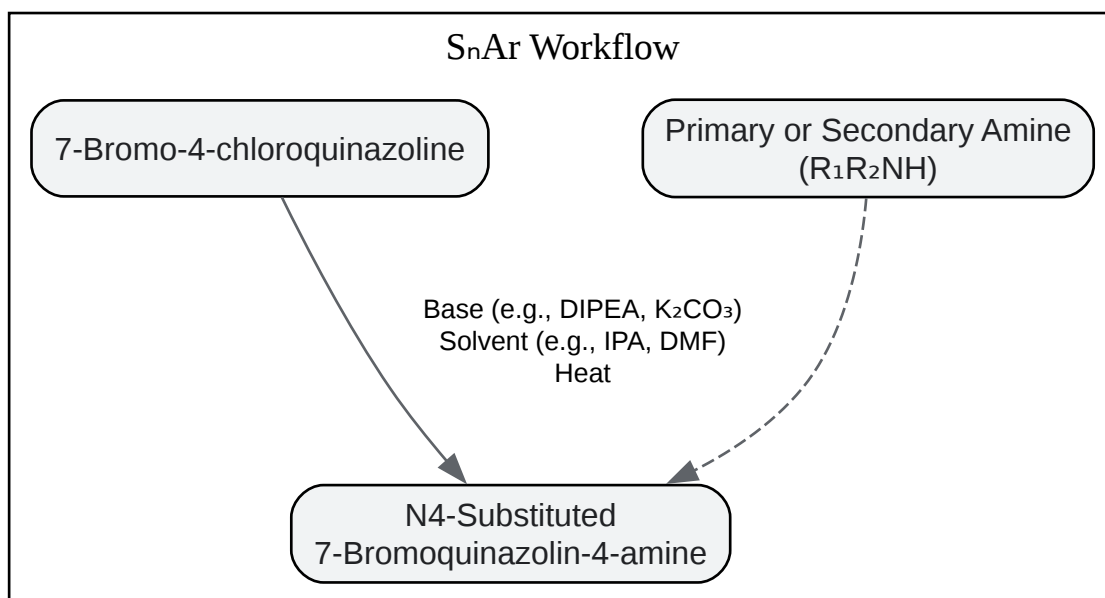 SₙAr Workflow
7-Bromo-4-chloroquinazoline
Primary or Secondary Amine
(R₁R₂NH)
Base (e.g., DIPEA, K₂CO₃)
Solvent (e.g., IPA, DMF)
Heat
N4-Substituted
7-Bromoquinazolin-4-amine